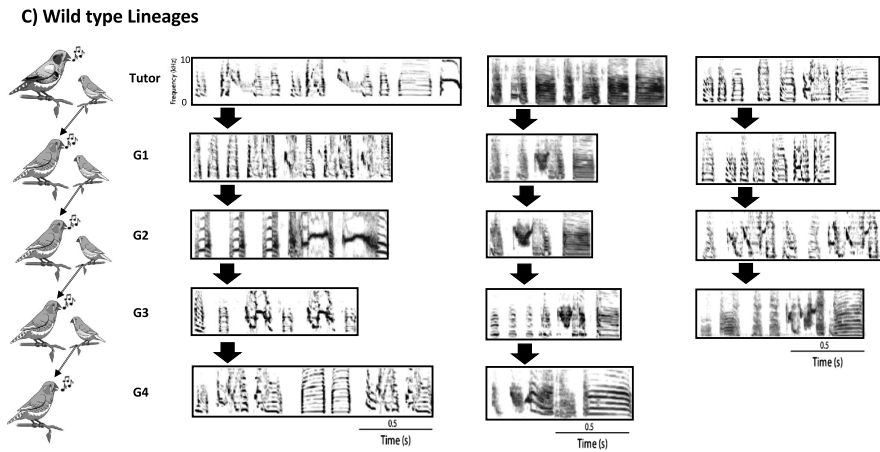 C) Wild type Lineages
Tutor
Frequency (kHz)
10
0
G1
G2
G3
G4
0.5
Time (s)
0.5
Time (s)
0.5
Time (s)